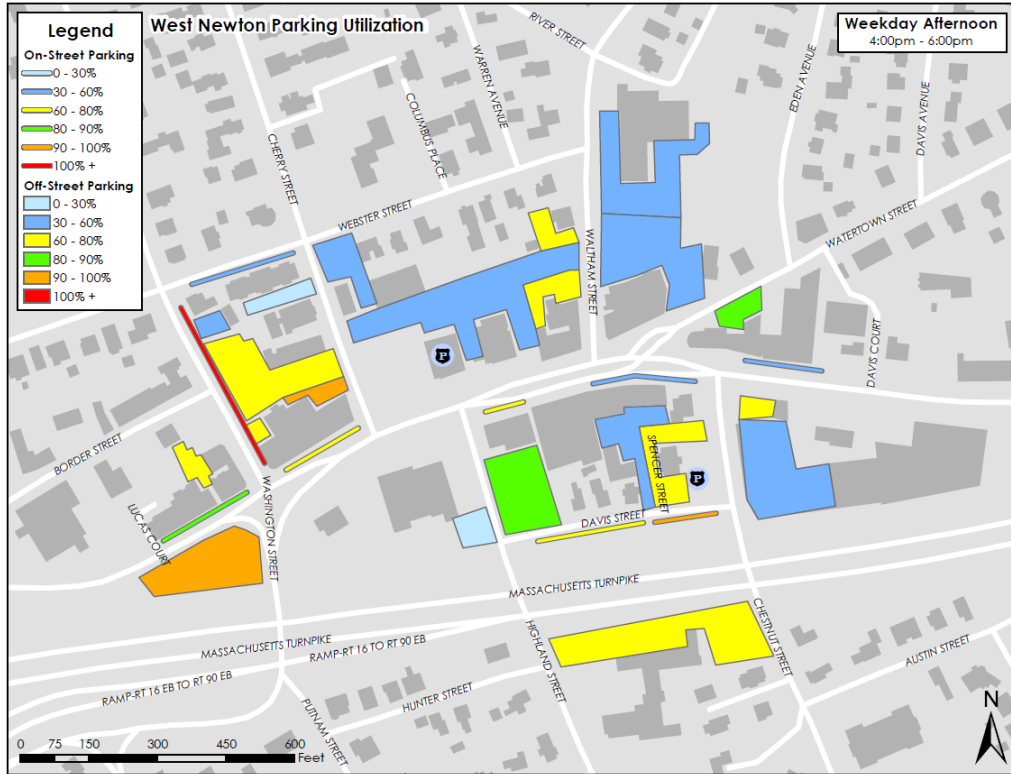 West Newton Parking Utilization
Weekday Afternoon
4:00pm - 6:00pm
Legend
On-Street Parking
0 - 30%
30 - 60%
60 - 80%
80 - 90%
90 - 100%
100% +
Off-Street Parking
0 - 30%
30 - 60%
60 - 80%
80 - 90%
90 - 100%
100% +
RIVER STREET
WARREN AVENUE
COLUMBUS PLACE
CHERRY STREET
WEBSTER STREET
EDEN AVENUE
DAVIS AVENUE
WATERTOWN STREET
WALTHAM STREET
DAVIS COURT
P
BORDER STREET
LUCAS COURT
WASHINGTON STREET
SPENCER STREET
P
DAVIS STREET
MASSACHUSETTS TURNPIKE
MASSACHUSETTS TURNPIKE
RAMP-RT 16 TO RT 90 EB
RAMP-RT 16 EB TO RT 90 EB
PUTNAM STREET
HUNTER STREET
HIGHLAND STREET
CHESTNUT STREET
AUSTIN STREET
N
0 75 150 300 450 600
Feet